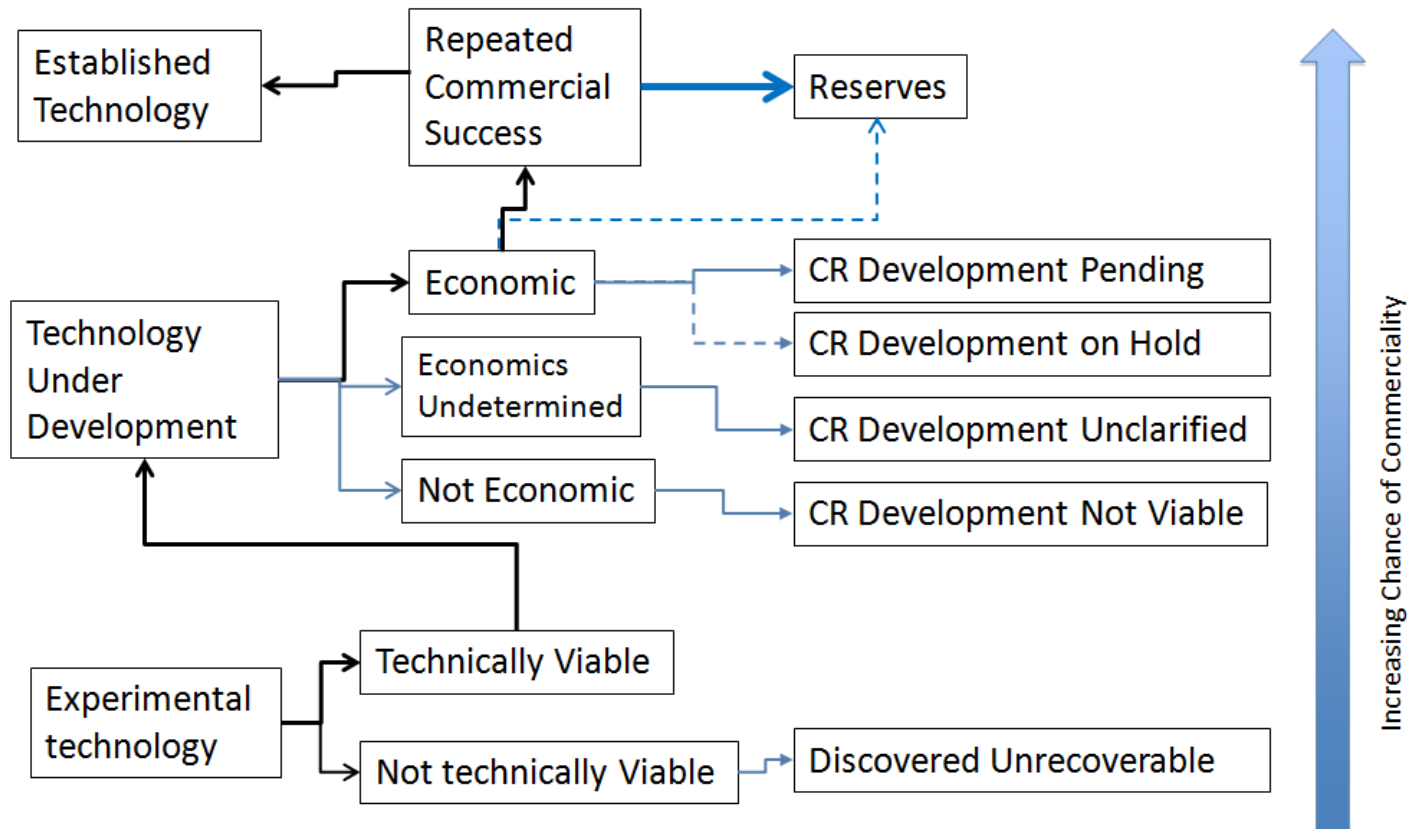 Established
Technology
Repeated
Commercial
Success
Reserves
Economic
CR Development Pending
CR Development on Hold
Technology
Under
Development
Economics
Undetermined
CR Development Unclarified
Not Economic
CR Development Not Viable
Technically Viable
Experimental
technology
Not technically Viable
Discovered Unrecoverable
Increasing Chance of Commerciality